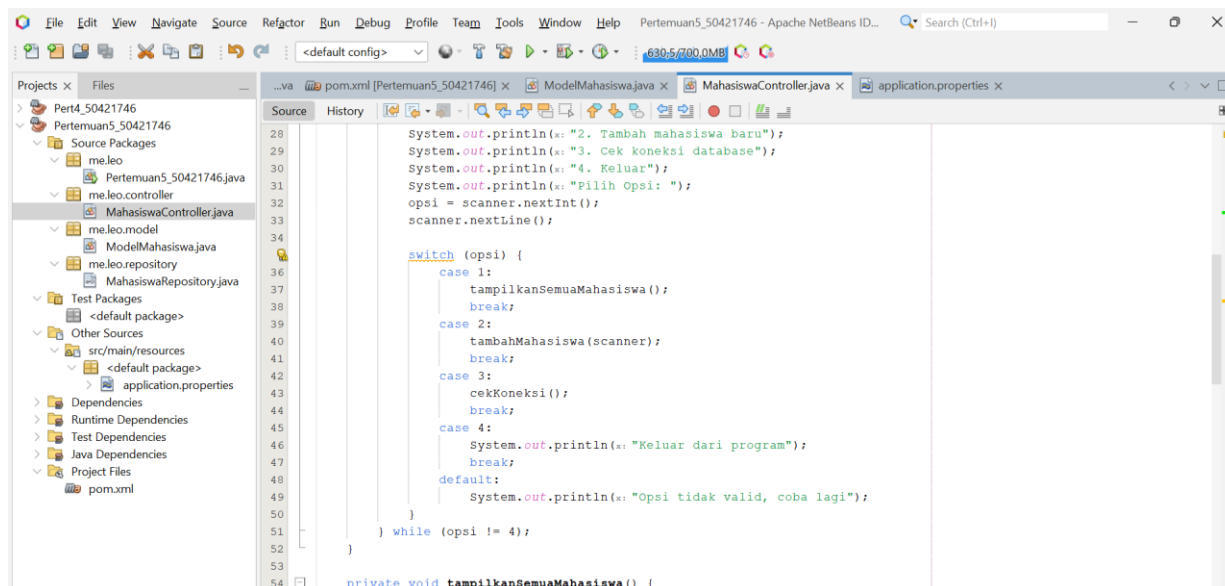 File Edit View Navigate Source Refactor Run Debug Profile Team Tools Window Help Pertemuan5_50421746 - Apache NetBeans ID... Search (Ctrl+I)
<default config> 630,5/700,0MB
Projects Files
...va pom.xml [Pertemuan5_50421746] ModelMahasiswa.java MahasiswaController.java application.properties
Pert4_50421746
Pertemuan5_50421746
Source Packages
me.leo
Pertemuan5_50421746.java
me.leo.controller
MahasiswaController.java
me.leo.model
ModelMahasiswa.java
me.leo.repository
MahasiswaRepository.java
Test Packages
<default package>
Other Sources
src/main/resources
<default package>
application.properties
Dependencies
Runtime Dependencies
Test Dependencies
Java Dependencies
Project Files
pom.xml
Source History
28 System.out.println(x: "2. Tambah mahasiswa baru");
29 System.out.println(x: "3. Cek koneksi database");
30 System.out.println(x: "4. Keluar");
31 System.out.println(x: "Pilih Opsi: ");
32 opsi = scanner.nextInt();
33 scanner.nextLine();
34
switch (opsi) {
36 case 1:
37 tampilkanSemuaMahasiswa();
38 break;
39 case 2:
40 tambahMahasiswa(scanner);
41 break;
42 case 3:
43 cekKoneksi();
44 break;
45 case 4:
46 System.out.println(x: "Keluar dari program");
47 break;
48 default:
49 System.out.println(x: "Opsi tidak valid, coba lagi");
50 }
51 } while (opsi != 4);
52 }
53
54 private void tampilkanSemuaMahasiswa() {